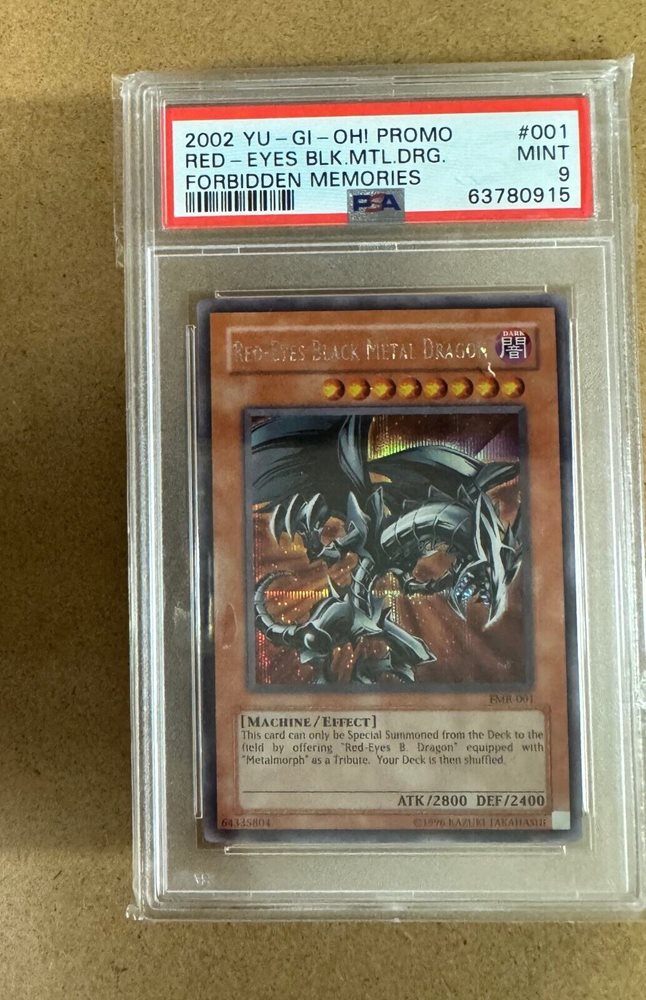 2002 YU-GI-OH! PROMO #001
RED-EYES BLK.MTL.DRG. MINT
FORBIDDEN MEMORIES 9
PSA 63780915
RED-EYES BLACK METAL DRAGON
DARK
闇
FMR-001
[MACHINE/EFFECT]
This card can only be Special Summoned from the Deck to the
field by offering "Red-Eyes B. Dragon" equipped with
"Metalmorph" as a Tribute. Your Deck is then shuffled.
ATK/2800 DEF/2400
64335804 ©1996 KAZUKI TAKAHASHI